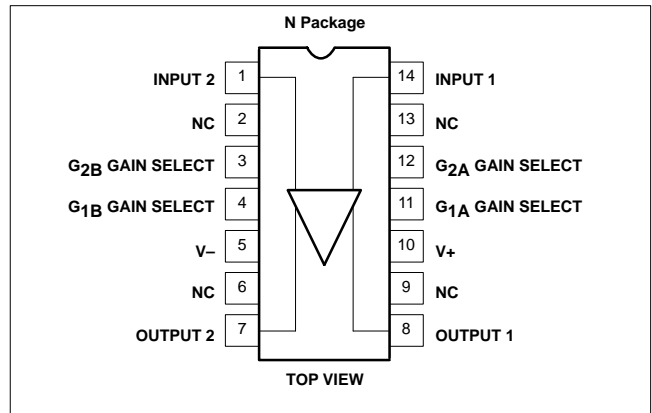 N Package
INPUT 2 1 14 INPUT 1
NC 2 13 NC
G2B GAIN SELECT 3 12 G2A GAIN SELECT
G1B GAIN SELECT 4 11 G1A GAIN SELECT
V– 5 10 V+
NC 6 9 NC
OUTPUT 2 7 8 OUTPUT 1
TOP VIEW